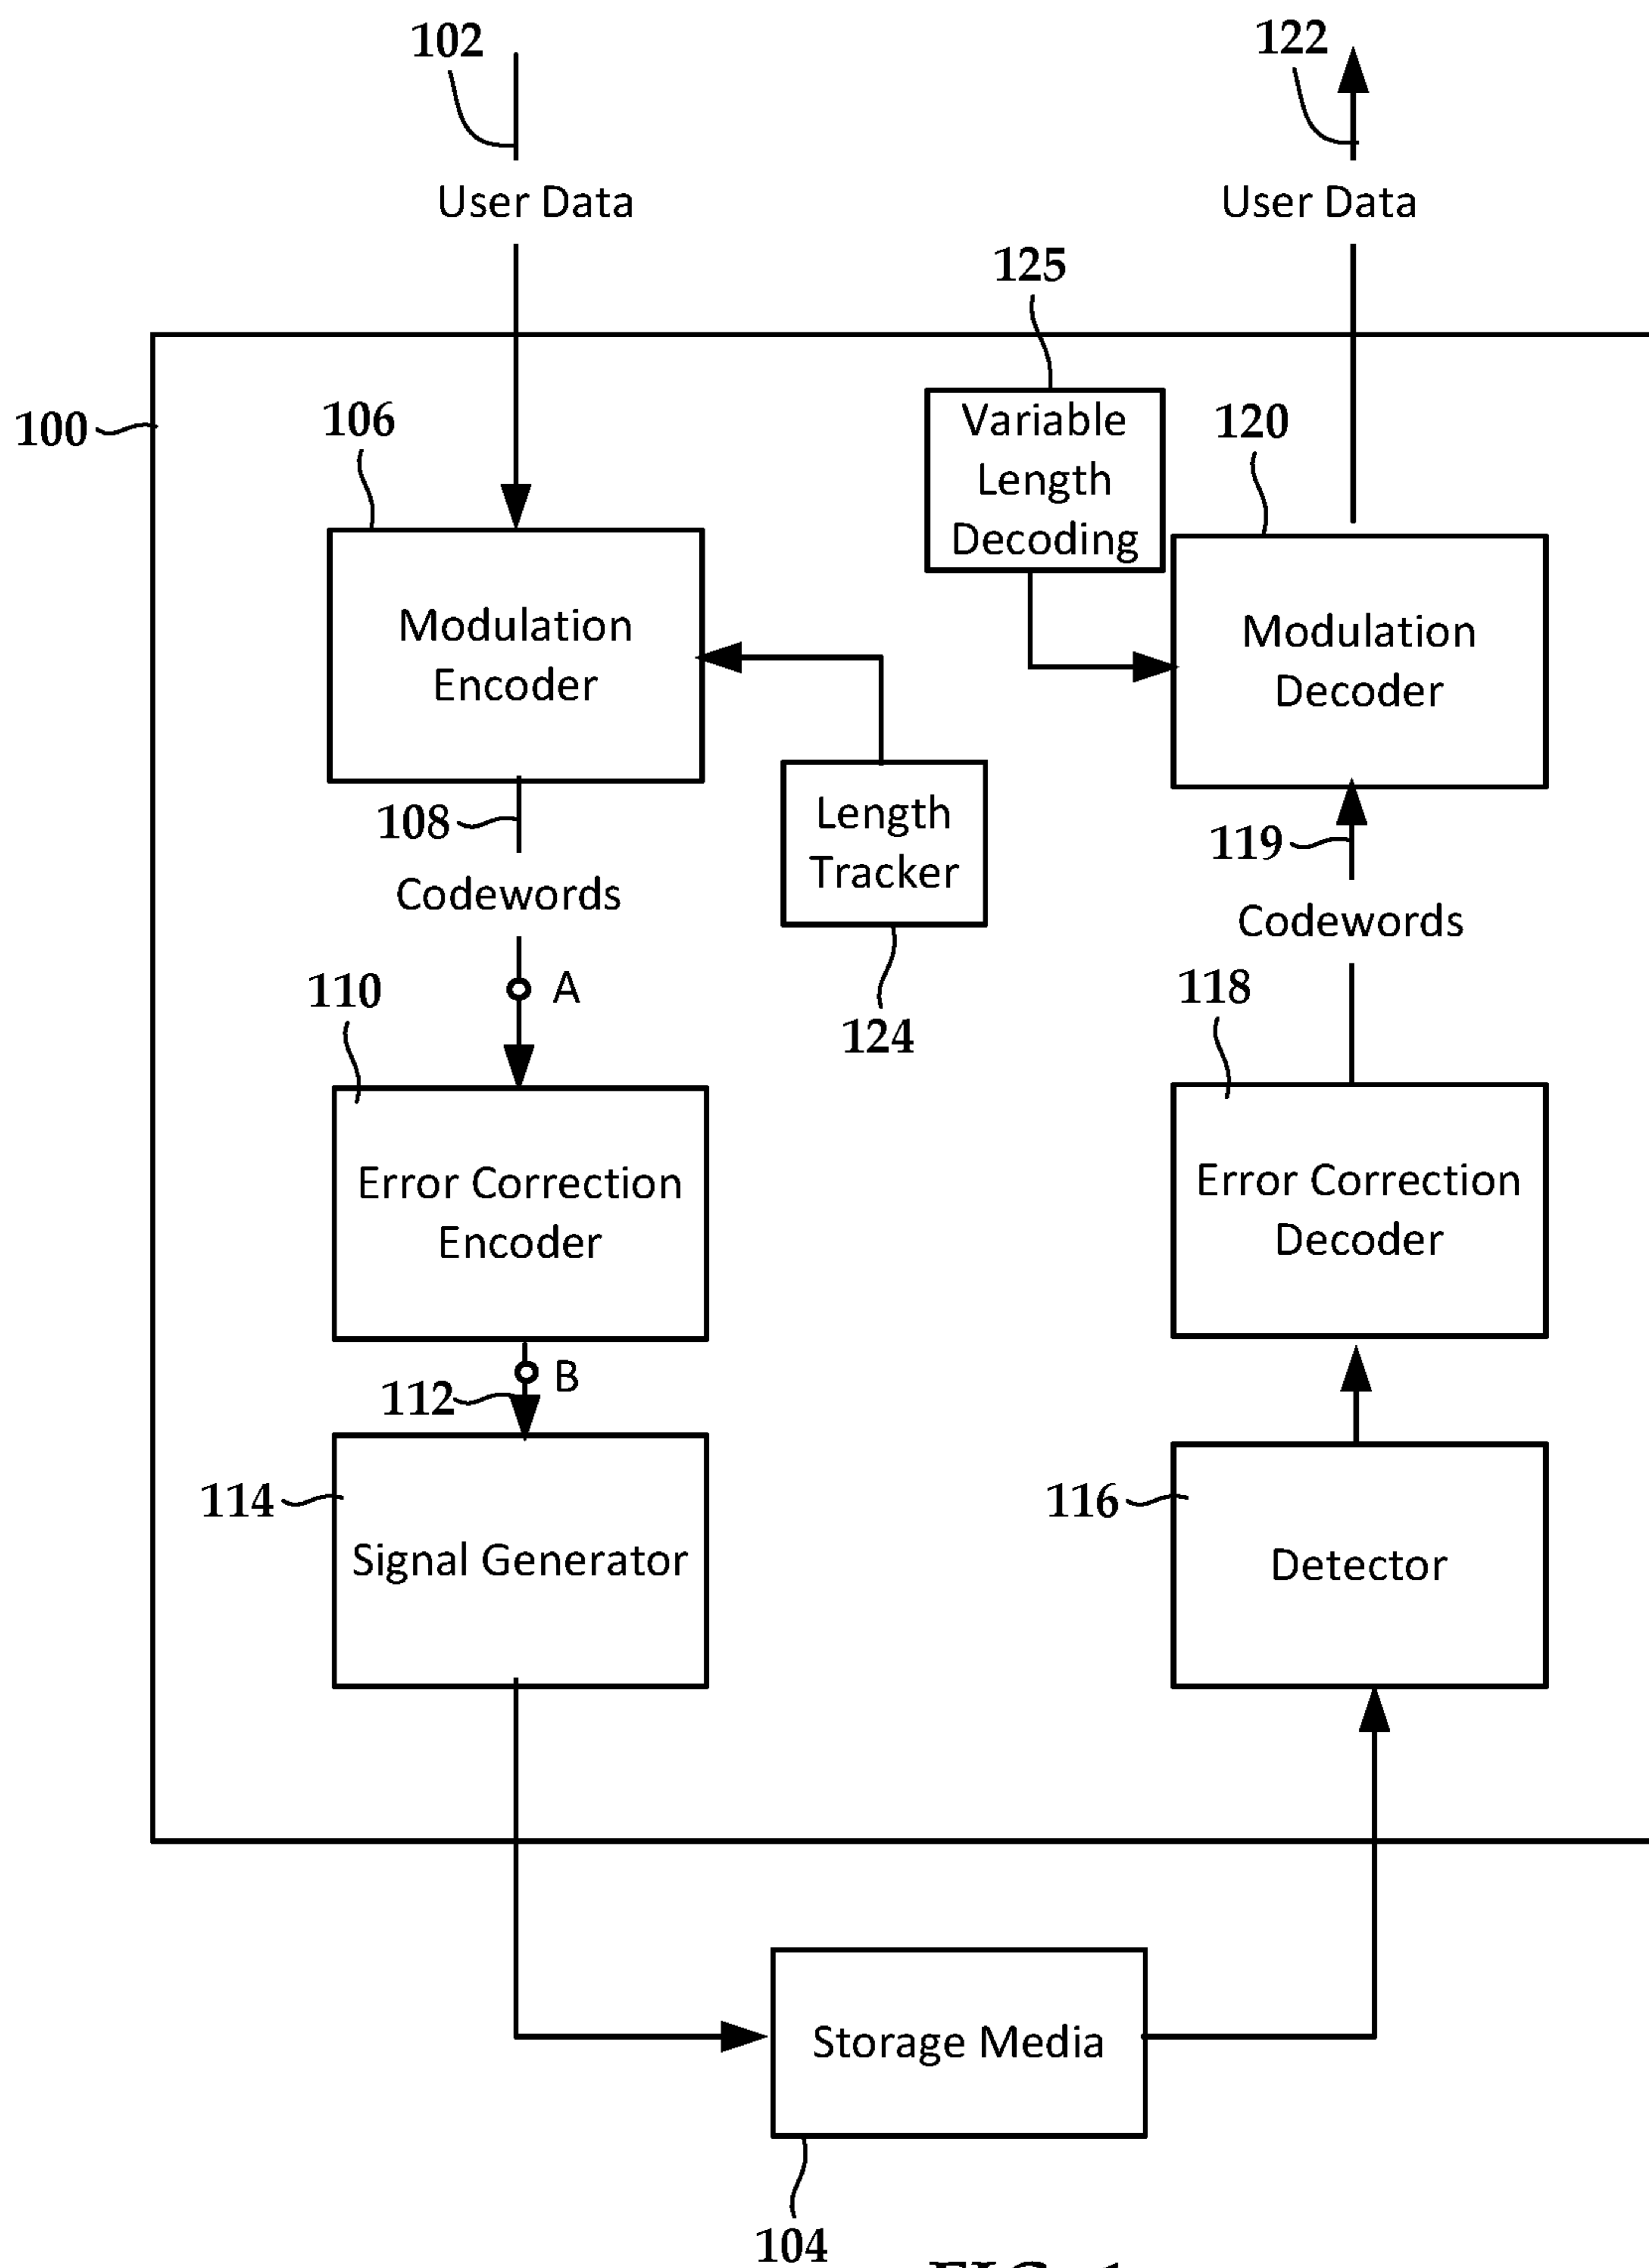 102
122
User Data
User Data
125
100
106
Variable
Length
Decoding
120
Modulation
Encoder
Modulation
Decoder
108
Length
Tracker
119
Codewords
Codewords
110
A
118
124
Error Correction
Encoder
Error Correction
Decoder
112
B
114
116
Signal Generator
Detector
Storage Media
104